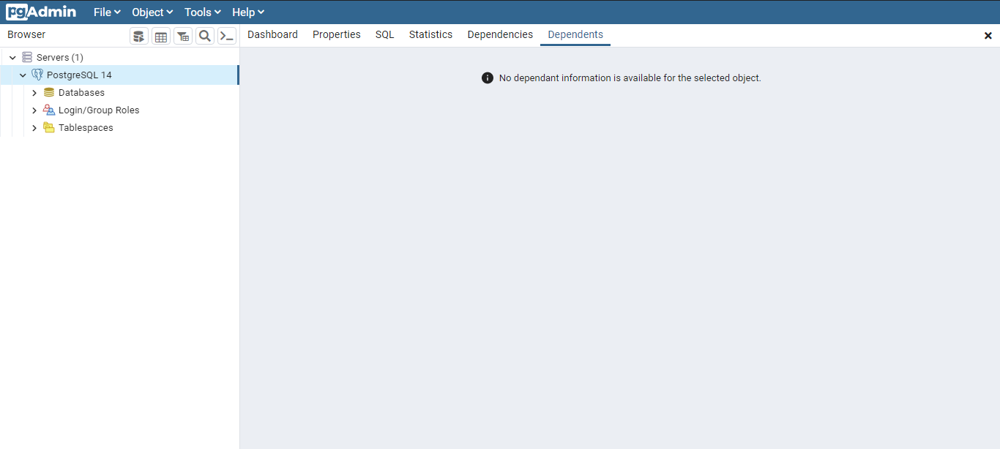 pgAdmin File Object Tools Help
Browser
Dashboard Properties SQL Statistics Dependencies Dependents
Servers (1)
PostgreSQL 14
Databases
Login/Group Roles
Tablespaces
No dependant information is available for the selected object.